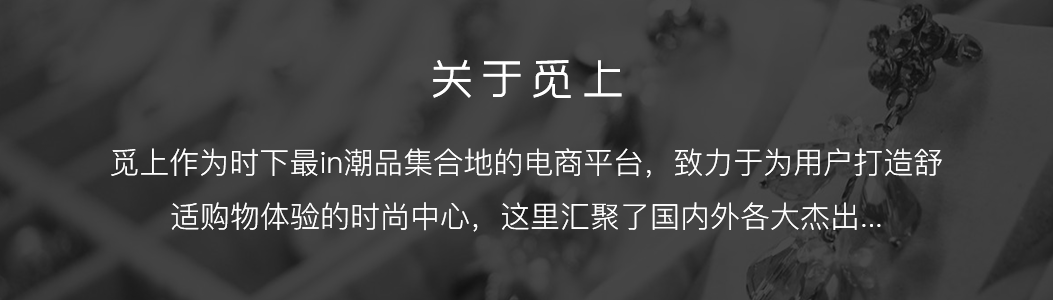 关于觅上
觅上作为时下最in潮品集合地的电商平台，致力于为用户打造舒
适购物体验的时尚中心，这里汇聚了国内外各大杰出...